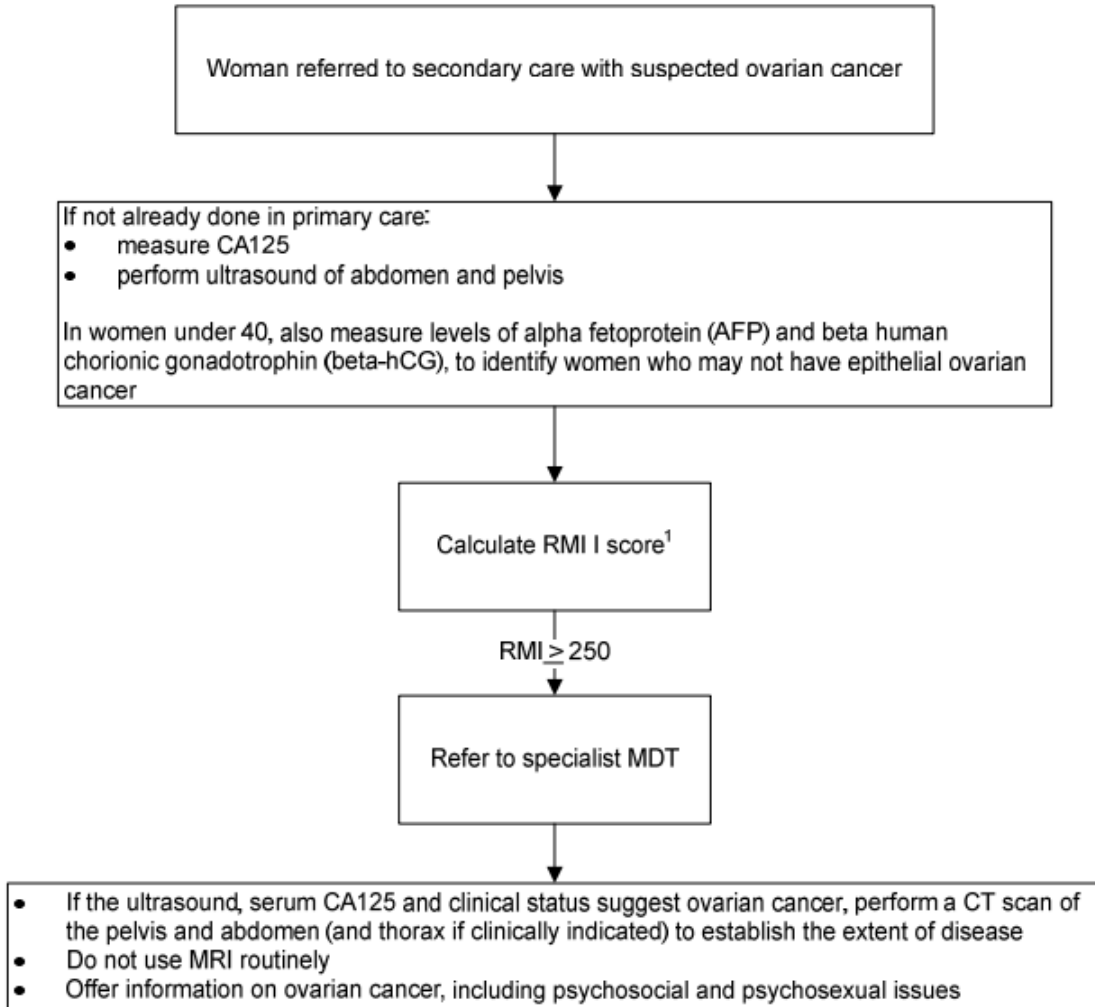 Woman referred to secondary care with suspected ovarian cancer
If not already done in primary care:
• measure CA125
• perform ultrasound of abdomen and pelvis
In women under 40, also measure levels of alpha fetoprotein (AFP) and beta human
chorionic gonadotrophin (beta-hCG), to identify women who may not have epithelial ovarian
cancer
Calculate RMI I score¹
RMI ≥ 250
Refer to specialist MDT
• If the ultrasound, serum CA125 and clinical status suggest ovarian cancer, perform a CT scan of
the pelvis and abdomen (and thorax if clinically indicated) to establish the extent of disease
• Do not use MRI routinely
• Offer information on ovarian cancer, including psychosocial and psychosexual issues